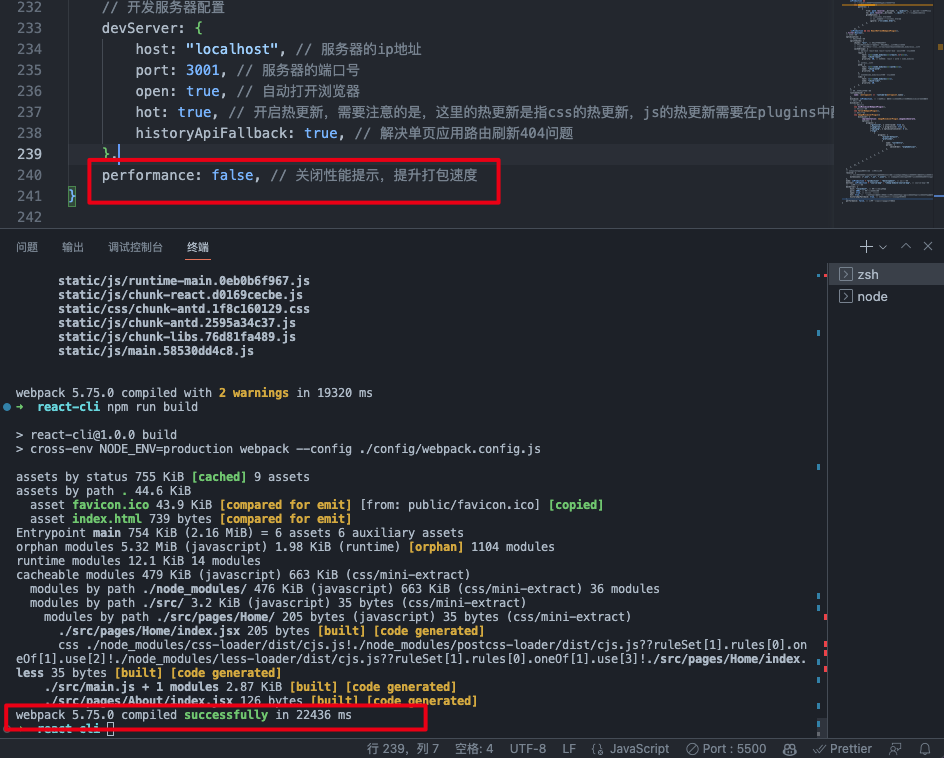 232 // 开发服务器配置
233 devServer: {
234 host: "localhost", // 服务器的ip地址
235 port: 3001, // 服务器的端口号
236 open: true, // 自动打开浏览器
237 hot: true, // 开启热更新，需要注意的是，这里的热更新是指css的热更新，js的热更新需要在plugins中配
238 historyApiFallback: true, // 解决单页应用路由刷新404问题
239 },
240 performance: false, // 关闭性能提示，提升打包速度
241 }
242
问题 输出 调试控制台 终端
zsh
node
static/js/runtime-main.0eb0b6f967.js
static/js/chunk-react.d0169cecbe.js
static/css/chunk-antd.1f8c160129.css
static/js/chunk-antd.2595a34c37.js
static/js/chunk-libs.76d81fa489.js
static/js/main.58530dd4c8.js
webpack 5.75.0 compiled with 2 warnings in 19320 ms
➜ react-cli npm run build
> react-cli@1.0.0 build
> cross-env NODE_ENV=production webpack --config ./config/webpack.config.js
assets by status 755 KiB [cached] 9 assets
assets by path . 44.6 KiB
asset favicon.ico 43.9 KiB [compared for emit] [from: public/favicon.ico] [copied]
asset index.html 739 bytes [compared for emit]
Entrypoint main 754 KiB (2.16 MiB) = 6 assets 6 auxiliary assets
orphan modules 5.32 MiB (javascript) 1.98 KiB (runtime) [orphan] 1104 modules
runtime modules 12.1 KiB 14 modules
cacheable modules 479 KiB (javascript) 663 KiB (css/mini-extract)
modules by path ./node_modules/ 476 KiB (javascript) 663 KiB (css/mini-extract) 36 modules
modules by path ./src/ 3.2 KiB (javascript) 35 bytes (css/mini-extract)
modules by path ./src/pages/Home/ 205 bytes (javascript) 35 bytes (css/mini-extract)
./src/pages/Home/index.jsx 205 bytes [built] [code generated]
css ./node_modules/css-loader/dist/cjs.js!./node_modules/postcss-loader/dist/cjs.js??ruleSet[1].rules[0].on
eOf[1].use[2]!./node_modules/less-loader/dist/cjs.js??ruleSet[1].rules[0].oneOf[1].use[3]!./src/pages/Home/index.
less 35 bytes [built] [code generated]
./src/main.js + 1 modules 2.87 KiB [built] [code generated]
./src/pages/About/index.jsx 126 bytes [built] [code generated]
webpack 5.75.0 compiled successfully in 22436 ms
➜ react-cli
行 239，列 7 空格: 4 UTF-8 LF {} JavaScript Port : 5500 Prettier